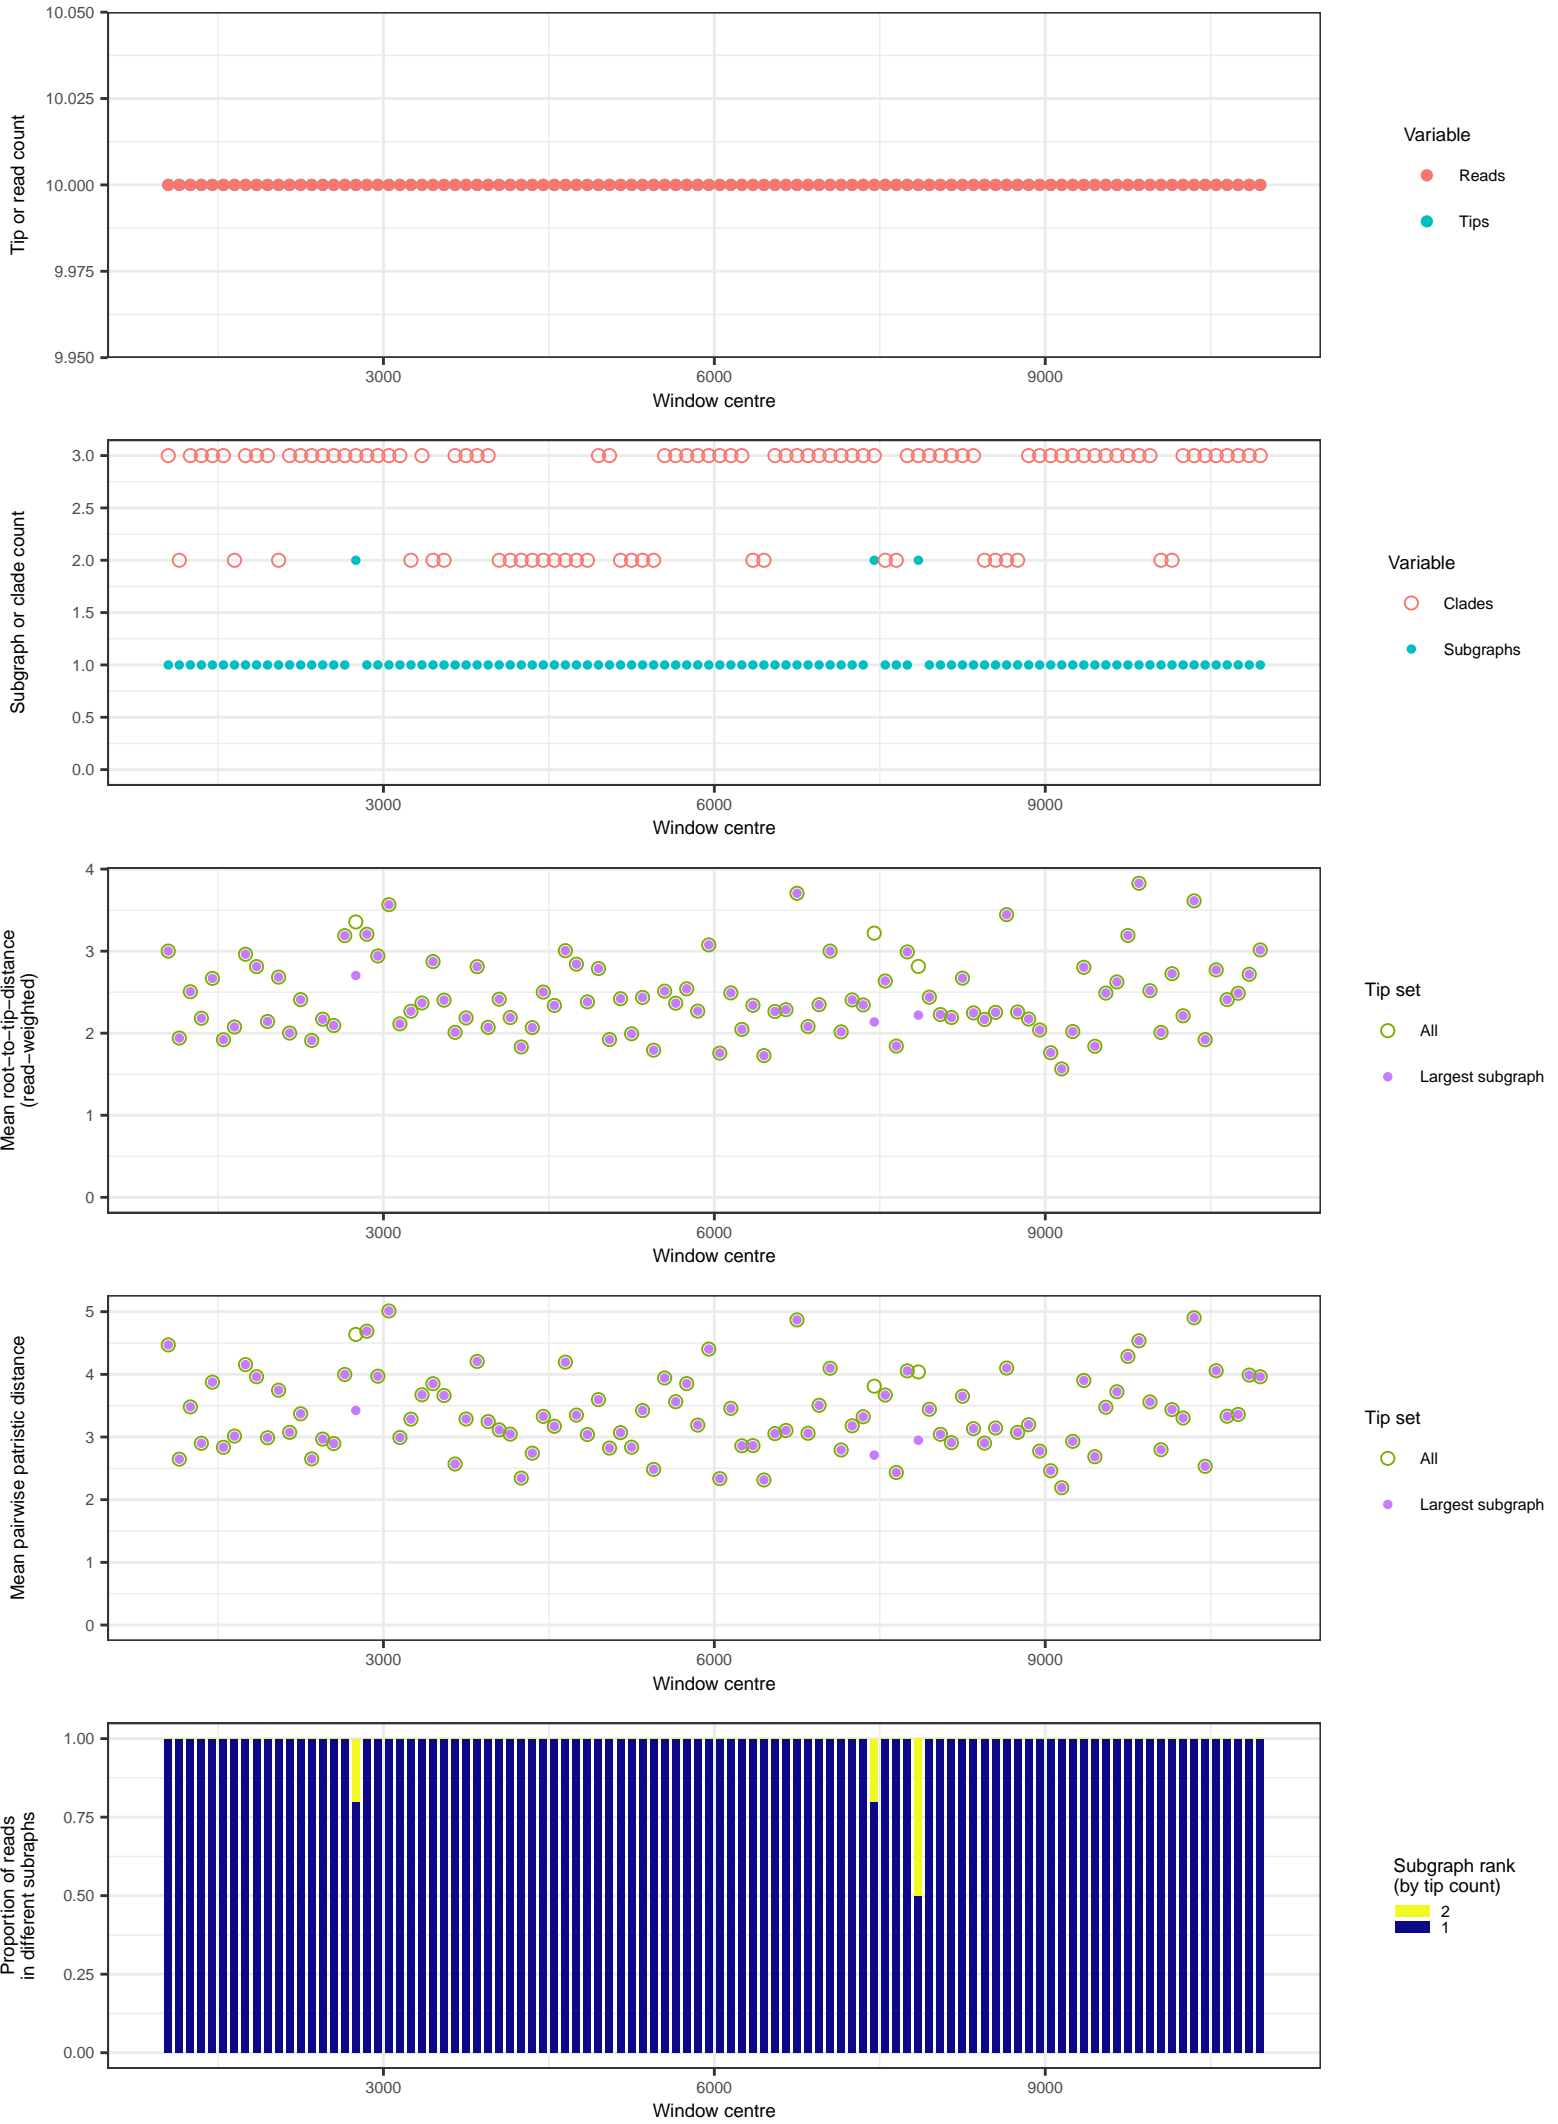 10.050
10.025
10.000
9.975
9.950
Tip or read count
3000 6000 9000
Window centre
Variable
Reads
Tips
3.0
2.5
2.0
1.5
1.0
0.5
0.0
Subgraph or clade count
3000 6000 9000
Window centre
Variable
Clades
Subgraphs
4
3
2
1
0
Mean root−to−tip−distance
(read−weighted)
3000 6000 9000
Window centre
Tip set
All
Largest subgraph
5
4
3
2
1
0
Mean pairwise patristic distance
3000 6000 9000
Window centre
Tip set
All
Largest subgraph
1.00
0.75
0.50
0.25
0.00
Proportion of reads
in different subraphs
3000 6000 9000
Window centre
Subgraph rank
(by tip count)
2
1